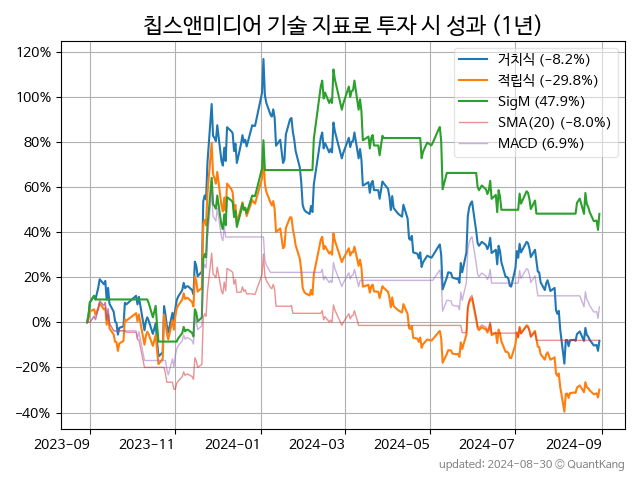 칩스앤미디어 기술 지표로 투자 시 성과 (1년)
120%
100%
80%
60%
40%
20%
0%
−20%
−40%
거치식 (−8.2%)
적립식 (−29.8%)
SigM (47.9%)
SMA(20) (−8.0%)
MACD (6.9%)
2023-09 2023-11 2024-01 2024-03 2024-05 2024-07 2024-09
updated: 2024-08-30 ⓒ QuantKang